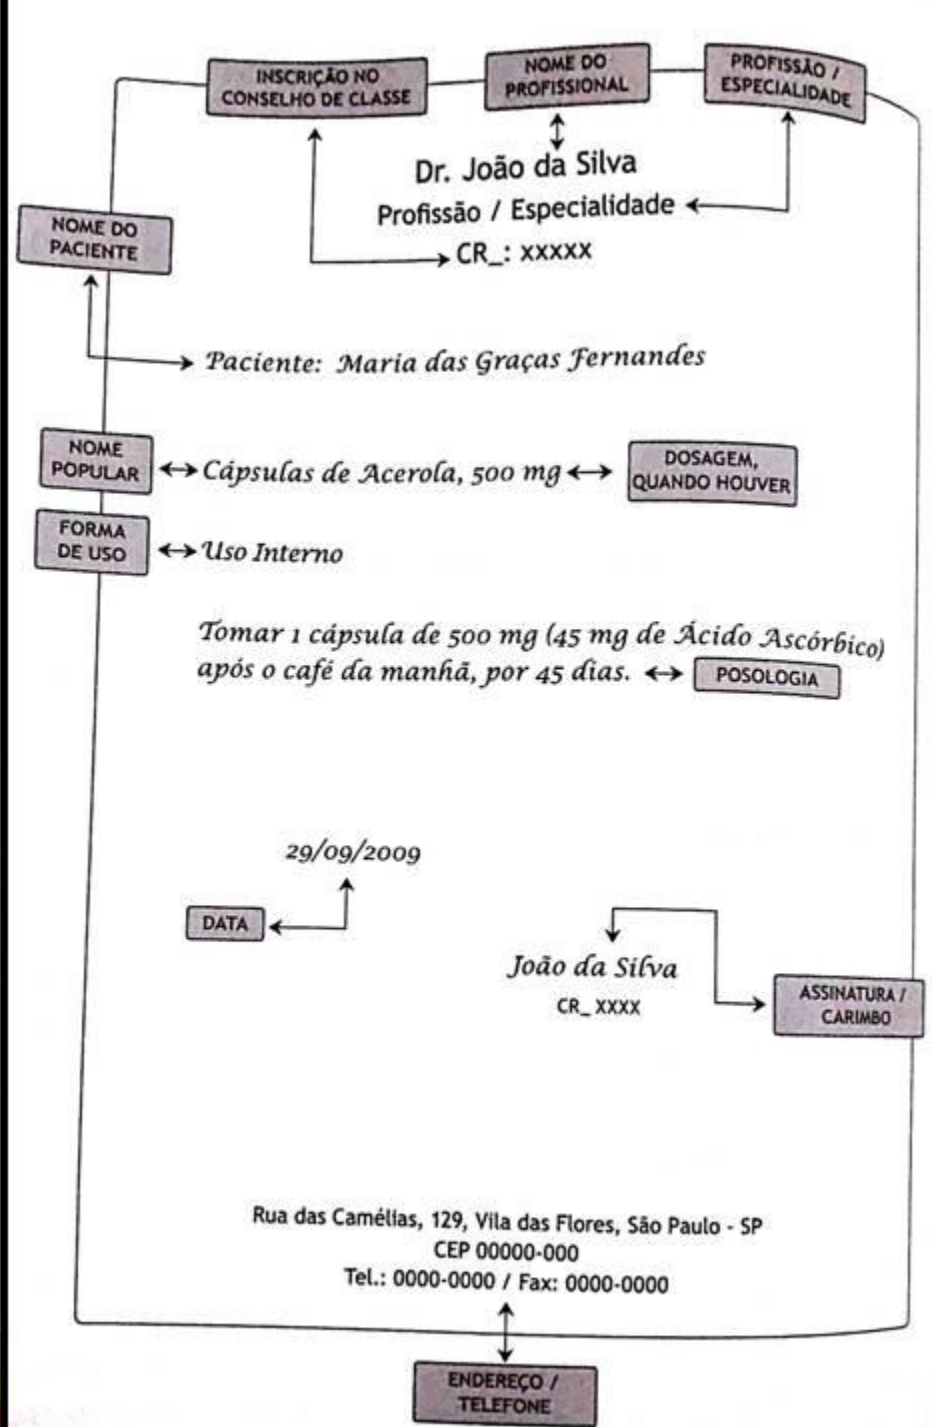 INSCRIÇÃO NO
CONSELHO DE CLASSE
NOME DO
PROFISSIONAL
PROFISSÃO /
ESPECIALIDADE
Dr. João da Silva
Profissão / Especialidade
CR_: xxxxx
NOME DO
PACIENTE
Paciente: Maria das Graças Fernandes
NOME
POPULAR
Cápsulas de Acerola, 500 mg
DOSAGEM,
QUANDO HOUVER
FORMA
DE USO
Uso Interno
Tomar 1 cápsula de 500 mg (45 mg de Ácido Ascórbico)
após o café da manhã, por 45 dias.
POSOLOGIA
29/09/2009
DATA
João da Silva
CR_ XXXX
ASSINATURA /
CARIMBO
Rua das Camélias, 129, Vila das Flores, São Paulo - SP
CEP 00000-000
Tel.: 0000-0000 / Fax: 0000-0000
ENDEREÇO /
TELEFONE